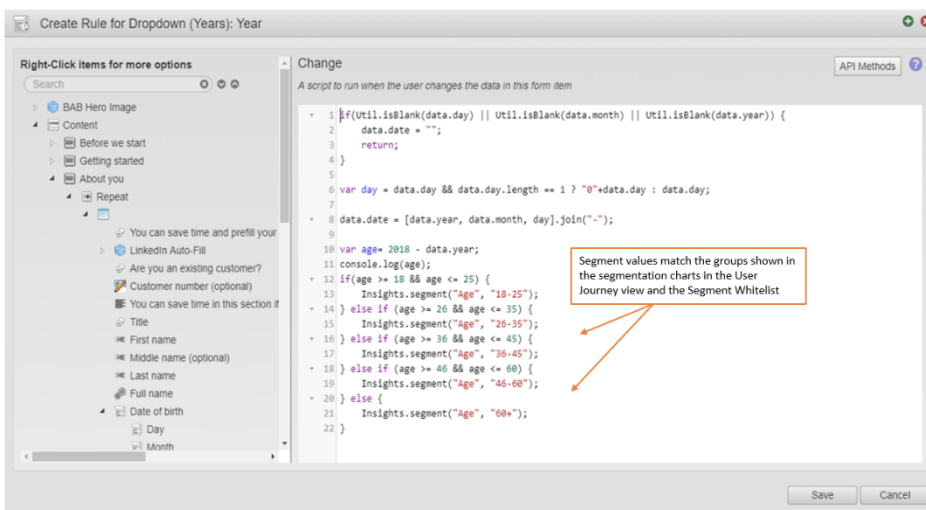 Create Rule for Dropdown (Years): Year
Right-Click items for more options
Search
BAB Hero Image
Content
Before we start
Getting started
About you
Repeat
You can save time and prefill your
LinkedIn Auto-Fill
Are you an existing customer?
Customer number (optional)
You can save time in this section if
Title
First name
Middle name (optional)
Last name
Full name
Date of birth
Day
Month
Change
API Methods
A script to run when the user changes the data in this form item
1 if(Util.isBlank(data.day) || Util.isBlank(data.month) || Util.isBlank(data.year)) {
2 data.date = "";
3 return;
4 }
5
6 var day = data.day && data.day.length == 1 ? "0"+data.day : data.day;
7
8 data.date = [data.year, data.month, day].join("-");
9
10 var age= 2018 - data.year;
11 console.log(age);
12 if(age >= 18 && age <= 25) {
13 Insights.segment("Age", "18-25");
14 } else if (age >= 26 && age <= 35) {
15 Insights.segment("Age", "26-35");
16 } else if (age >= 36 && age <= 45) {
17 Insights.segment("Age", "36-45");
18 } else if (age >= 46 && age <= 60) {
19 Insights.segment("Age", "46-60");
20 } else {
21 Insights.segment("Age", "60+");
22 }
Segment values match the groups shown in
the segmentation charts in the User
Journey view and the Segment Whitelist
Save
Cancel